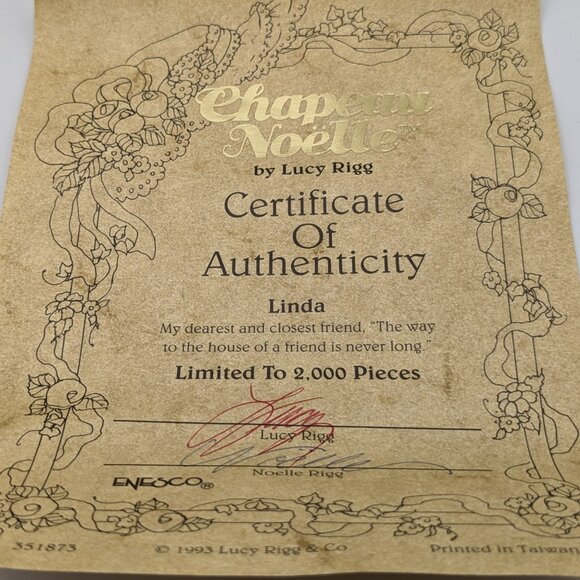 Chapeau
Noëlle™
by Lucy Rigg
Certificate
Of
Authenticity
Linda
My dearest and closest friend, "The way
to the house of a friend is never long."
Limited To 2,000 Pieces
Lucy
Lucy Rigg
Noelle Rigg
ENESCO®
351873 © 1993 Lucy Rigg & Co. Printed in Taiwan